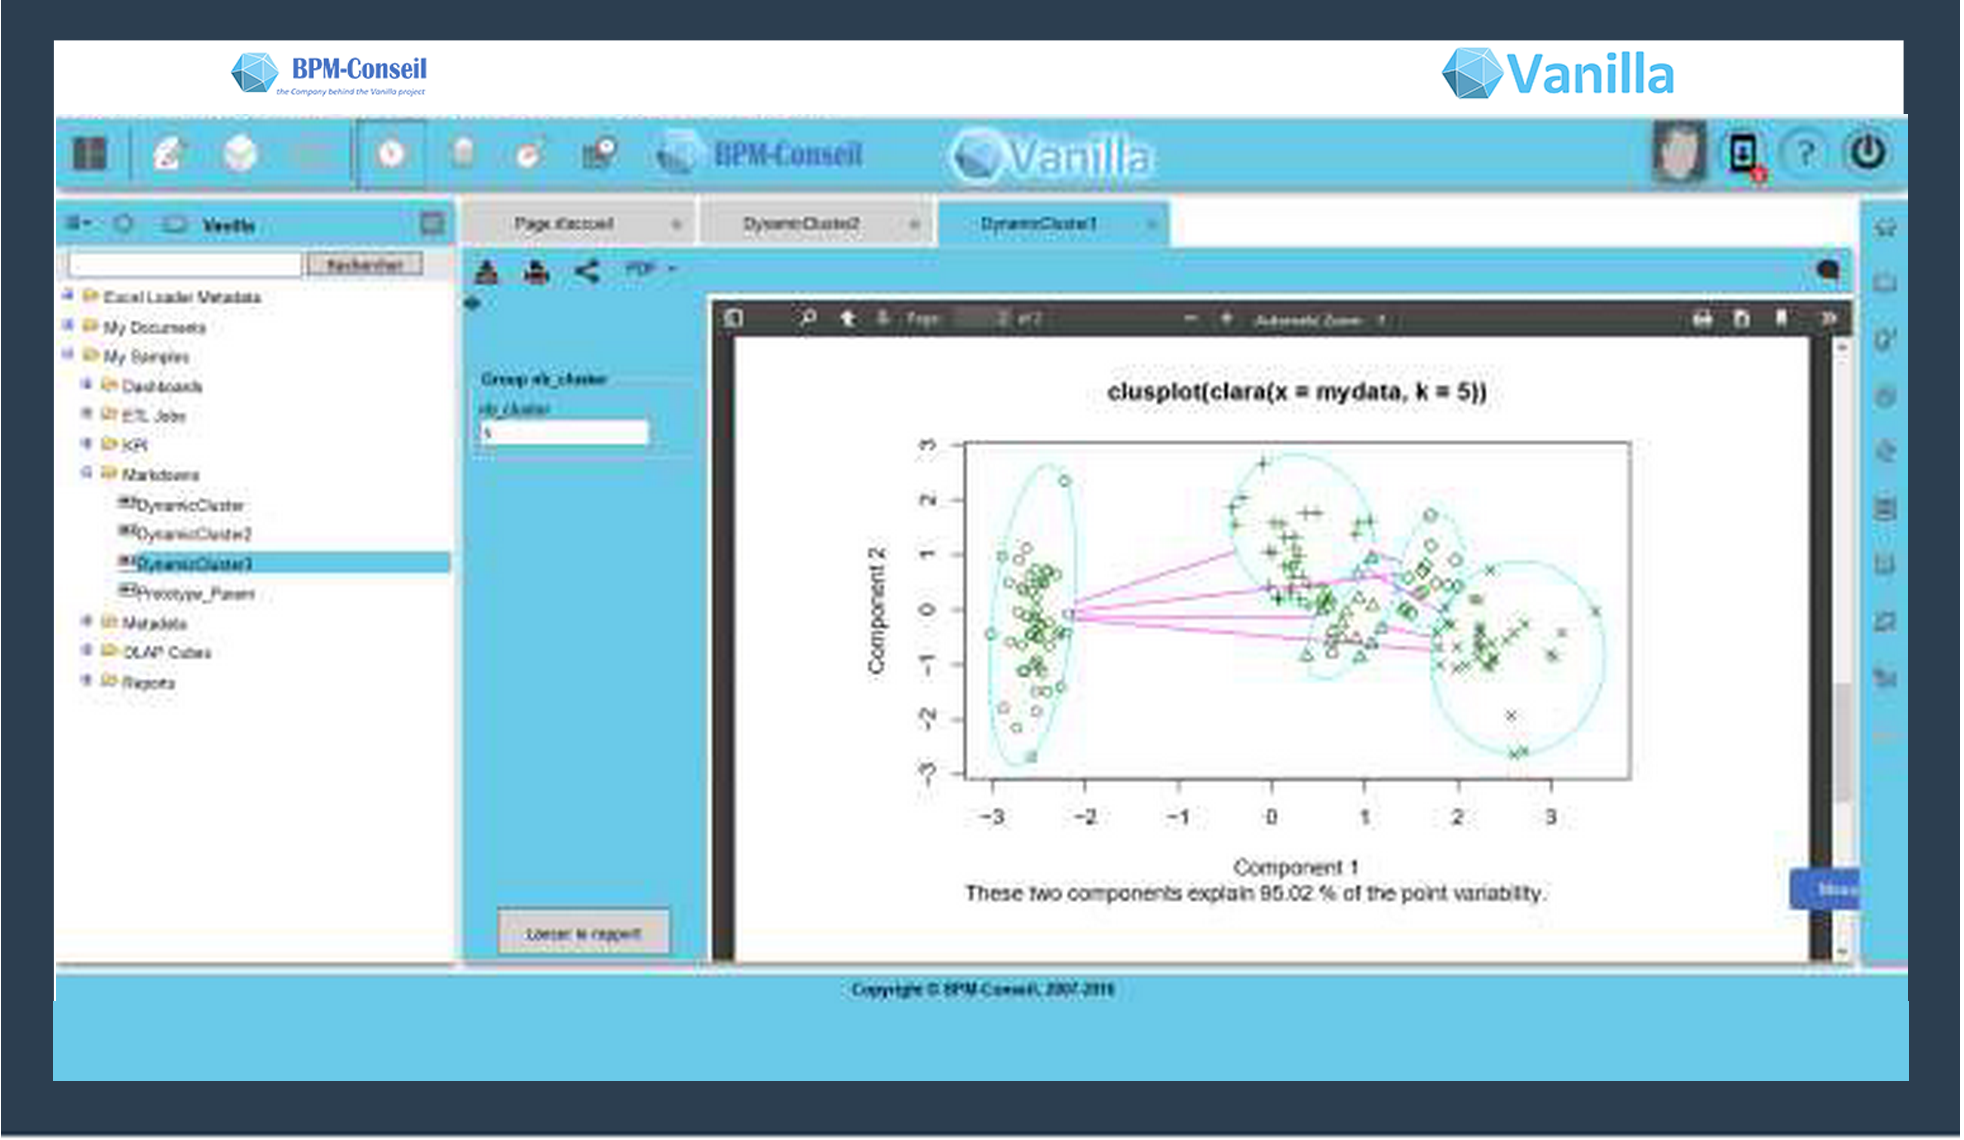 BPM-Conseil
the Company behind the Vanilla project
Vanilla
BPM-Conseil
Vanilla
?
Vanilla
Rechercher
Page d'accueil
DynamicCluster2
DynamicCluster3
PDF
Excel Loader Metadata
My Documents
My Samples
Dashboards
ETL Jobs
KPI
Markdowns
DynamicCluster
DynamicCluster2
DynamicCluster3
Prototype_Param
Metadata
OLAP Cubes
Reports
Group nb_cluster
nb_cluster
5
Lancer le rapport
Page:
2
of 2
Automatic Zoom
clusplot(clara(x = mydata, k = 5))
Component 2
3
2
1
0
-1
-2
-3
-3
-2
-1
0
1
2
3
Component 1
These two components explain 95.02 % of the point variability.
Copyright © BPM-Conseil, 2007-2016